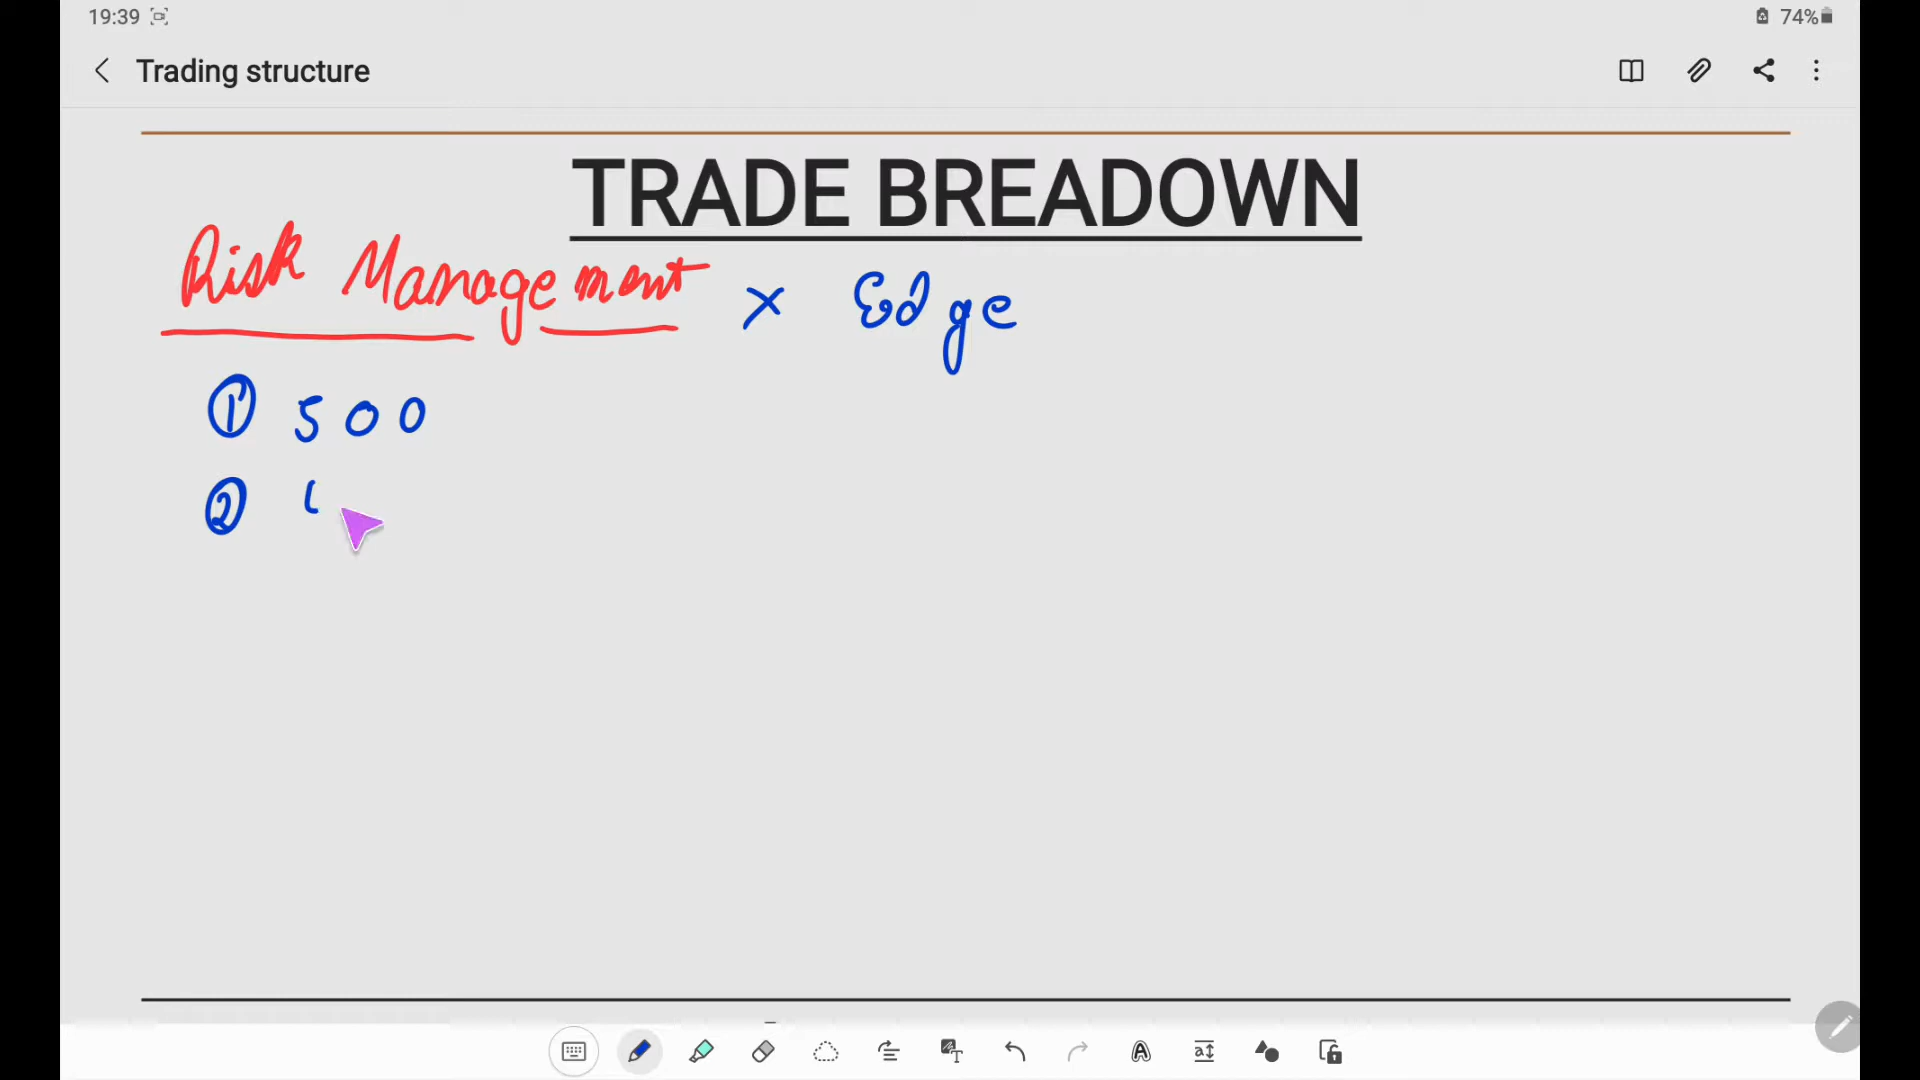 19:39 74%
Trading structure
TRADE BREADOWN
Risk Management x Edge
① 500
②